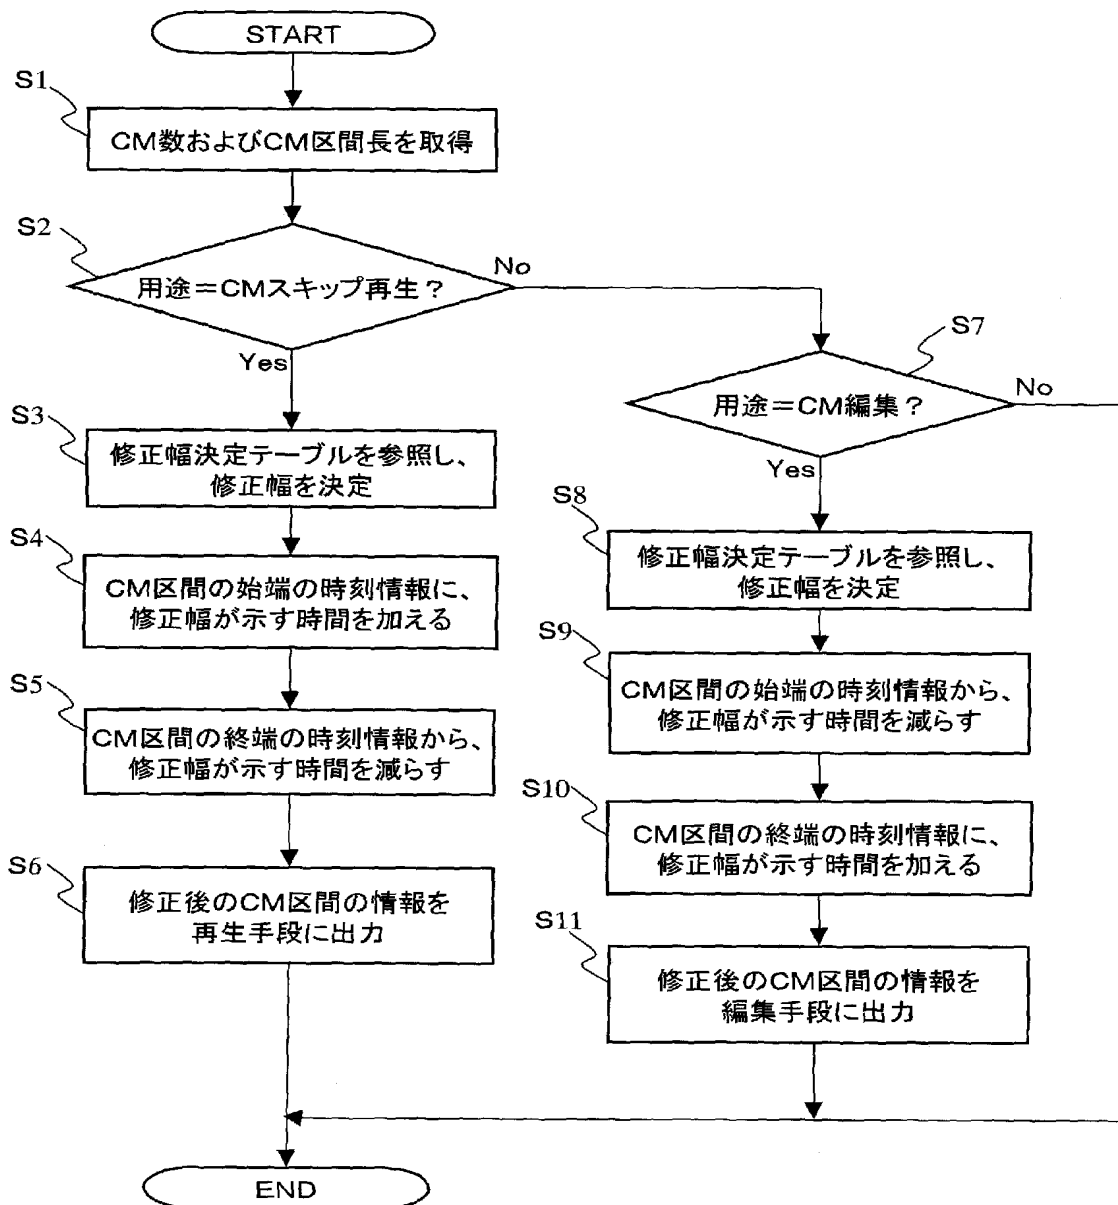 START
S1
CM数およびCM区間長を取得
S2
用途=CMスキップ再生?
No
Yes
S7
用途=CM編集?
No
Yes
S3
修正幅決定テーブルを参照し、
修正幅を決定
S4
CM区間の始端の時刻情報に、
修正幅が示す時間を加える
S5
CM区間の終端の時刻情報から、
修正幅が示す時間を減らす
S6
修正後のCM区間の情報を
再生手段に出力
S8
修正幅決定テーブルを参照し、
修正幅を決定
S9
CM区間の始端の時刻情報から、
修正幅が示す時間を減らす
S10
CM区間の終端の時刻情報に、
修正幅が示す時間を加える
S11
修正後のCM区間の情報を
編集手段に出力
END